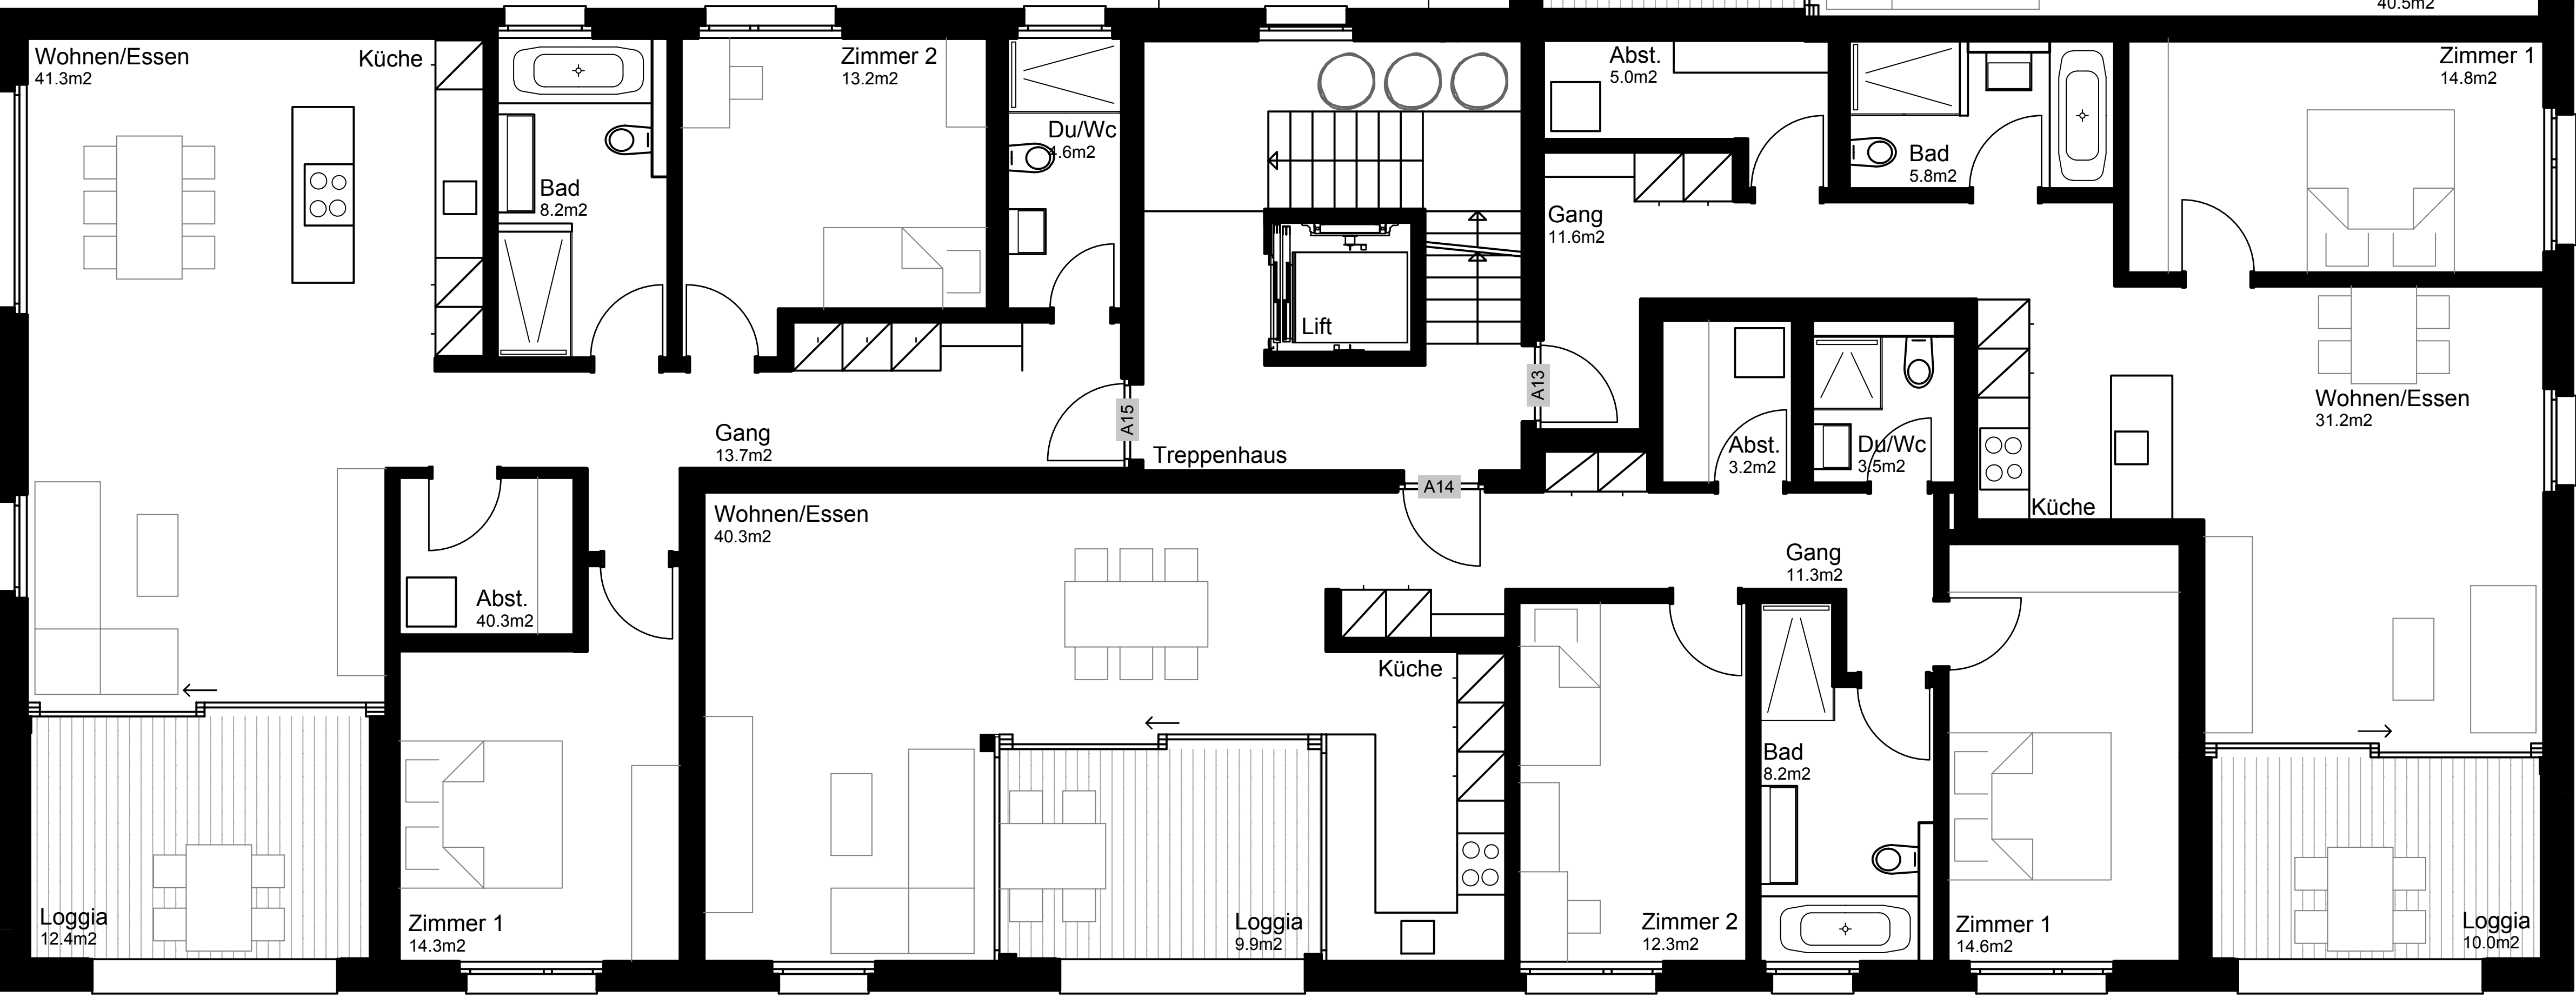 40.5m2
Wohnen/Essen
41.3m2
Küche
Bad
8.2m2
Zimmer 2
13.2m2
Du/Wc
4.6m2
Abst.
5.0m2
Bad
5.8m2
Zimmer 1
14.8m2
Gang
11.6m2
Lift
A13
A15
Gang
13.7m2
Treppenhaus
A14
Abst.
3.2m2
Du/Wc
3.5m2
Küche
Wohnen/Essen
31.2m2
Abst.
40.3m2
Wohnen/Essen
40.3m2
Gang
11.3m2
Küche
Bad
8.2m2
Loggia
12.4m2
Zimmer 1
14.3m2
Loggia
9.9m2
Zimmer 2
12.3m2
Zimmer 1
14.6m2
Loggia
10.0m2